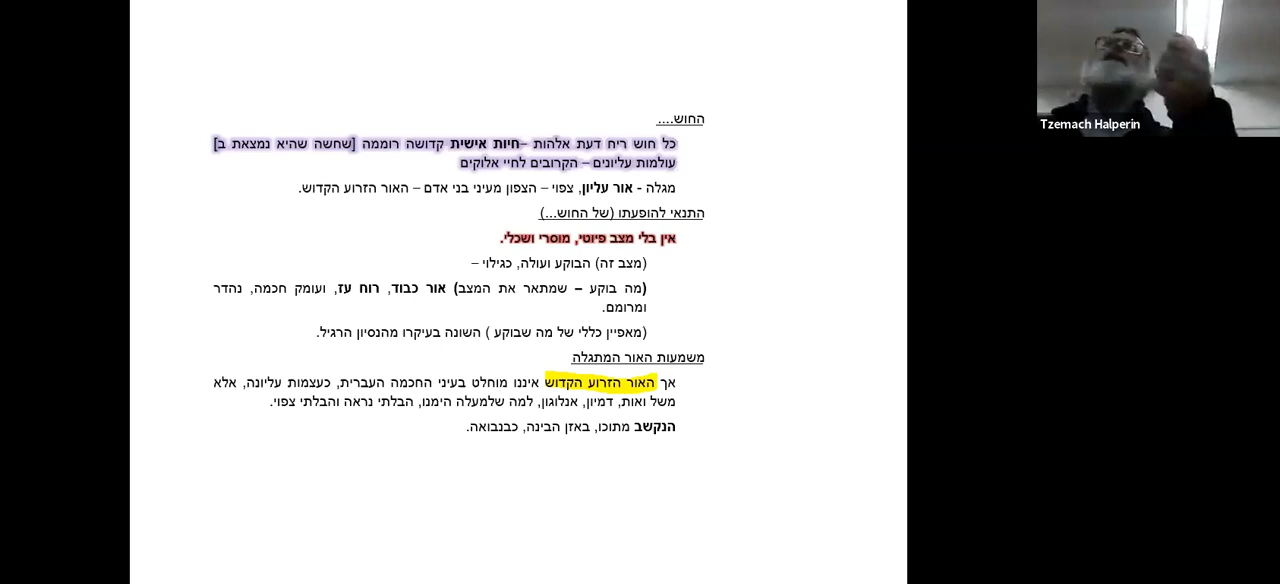 החוש....
כל חוש ריח דעת אלהות –חיות אישית קדושה רוממה [שחשה שהיא נמצאת ב]
עולמות עליונים – הקרובים לחיי אלוקים
מגלה - אור עליון, צפוי – הצפון מעיני בני אדם – האור הזרוע הקדוש.
התנאי להופעתו (של החוש...)
אין בלי מצב פיוטי, מוסרי ושכלי.
(מצב זה) הבוקע ועולה, כגילוי –
(מה בוקע – שמתאר את המצב) אור כבוד, רוח עז, ועומק חכמה, נהדר
ומרומם.
(מאפיין כללי של מה שבוקע ) השונה בעיקרו מהנסיון הרגיל.
משמעות האור המתגלה
אך האור הזרוע הקדוש איננו מוחלט בעיני החכמה העברית, כעצמות עליונה, אלא
משל ואות, דמיון, אנלוגון, למה שלמעלה הימנו, הבלתי נראה והבלתי צפוי.
הנקשב מתוכו, באזן הבינה, כבנבואה.
Tzemach Halperin